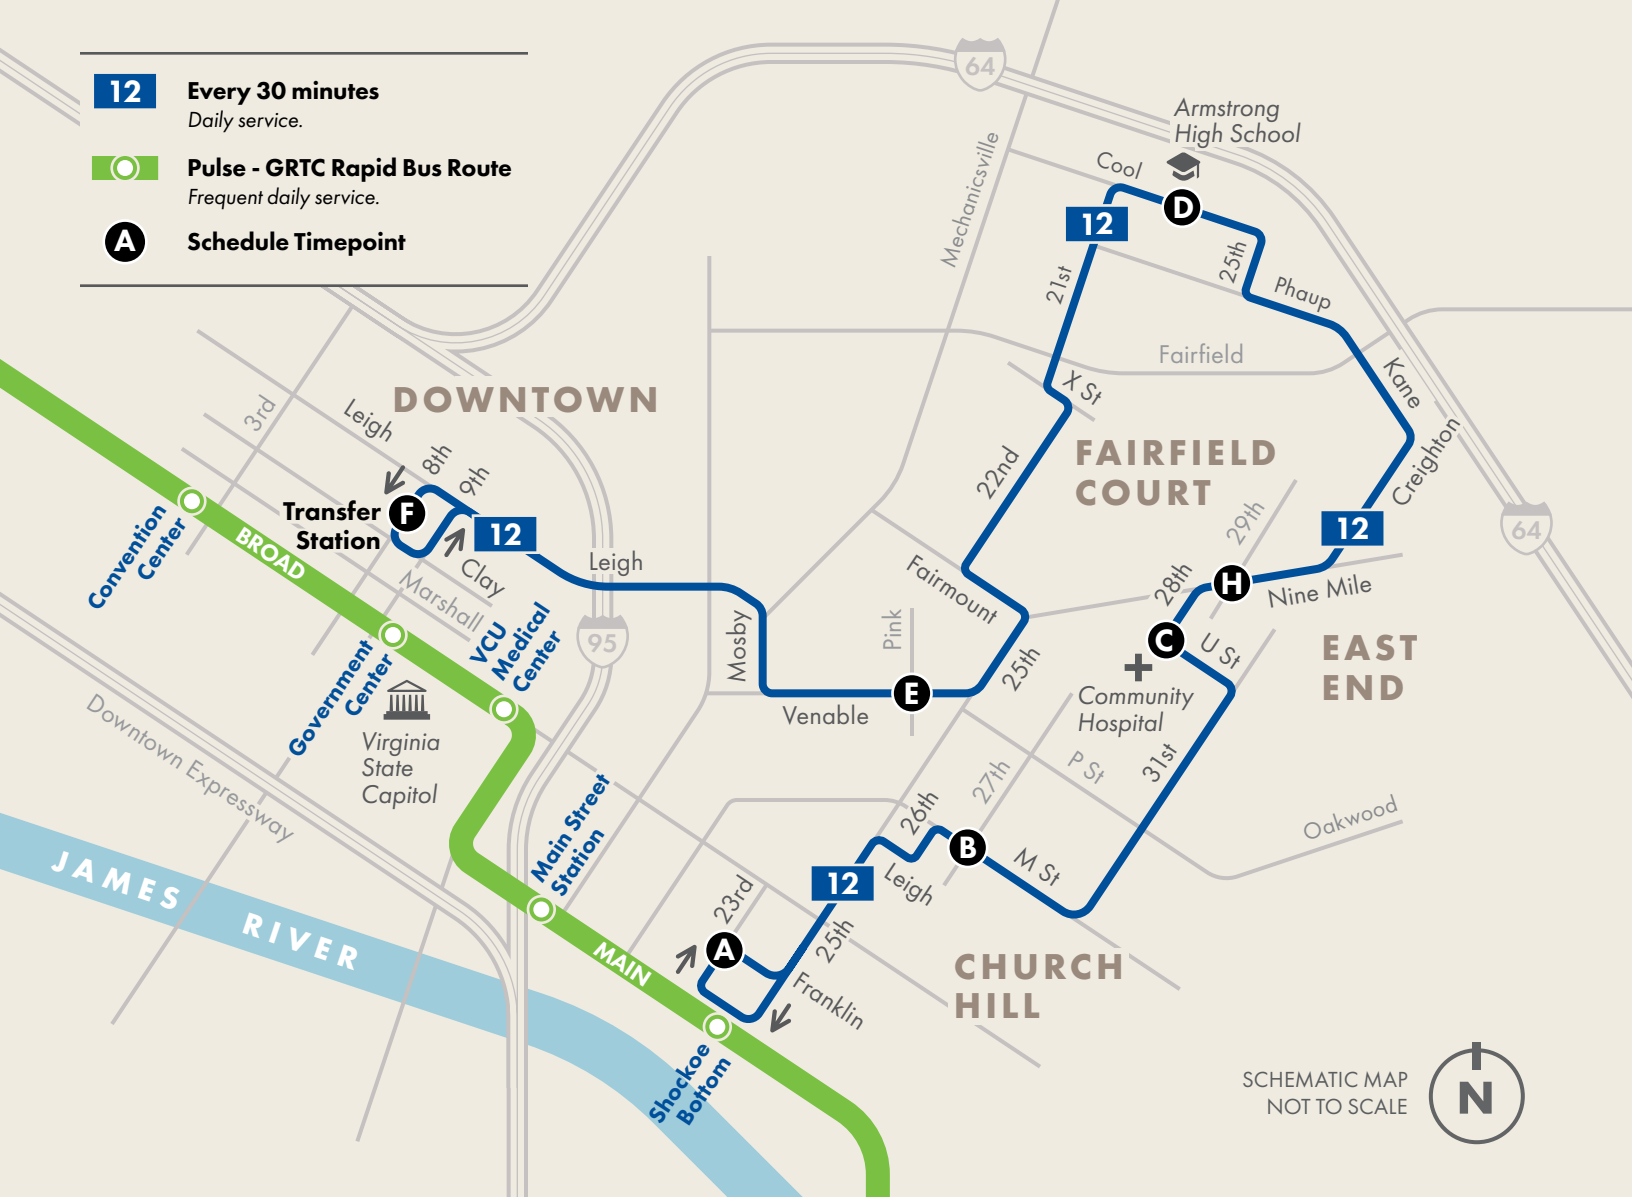 12
Every 30 minutes
Daily service.
Pulse - GRTC Rapid Bus Route
Frequent daily service.
A
Schedule Timepoint
64
Armstrong
High School
Mechanicsville
Cool
D
12
21st
25th
Phaup
Fairfield
Kane
X St
Creighton
DOWNTOWN
3rd
Leigh
8th
9th
FAIRFIELD
COURT
22nd
29th
12
64
Transfer
Station
F
12
Leigh
Convention
Center
BROAD
Clay
Marshall
Fairmount
28th
H
Nine Mile
VCU
Medical
Center
95
Mosby
Pink
C
U St
EAST
END
Government
Center
E
25th
Venable
Community
Hospital
Downtown Expressway
Virginia
State
Capitol
P St
31st
27th
Oakwood
Main Street
Station
26th
B
M St
12
Leigh
JAMES RIVER
23rd
A
25th
MAIN
Franklin
CHURCH
HILL
Shockoe
Bottom
SCHEMATIC MAP
NOT TO SCALE
N